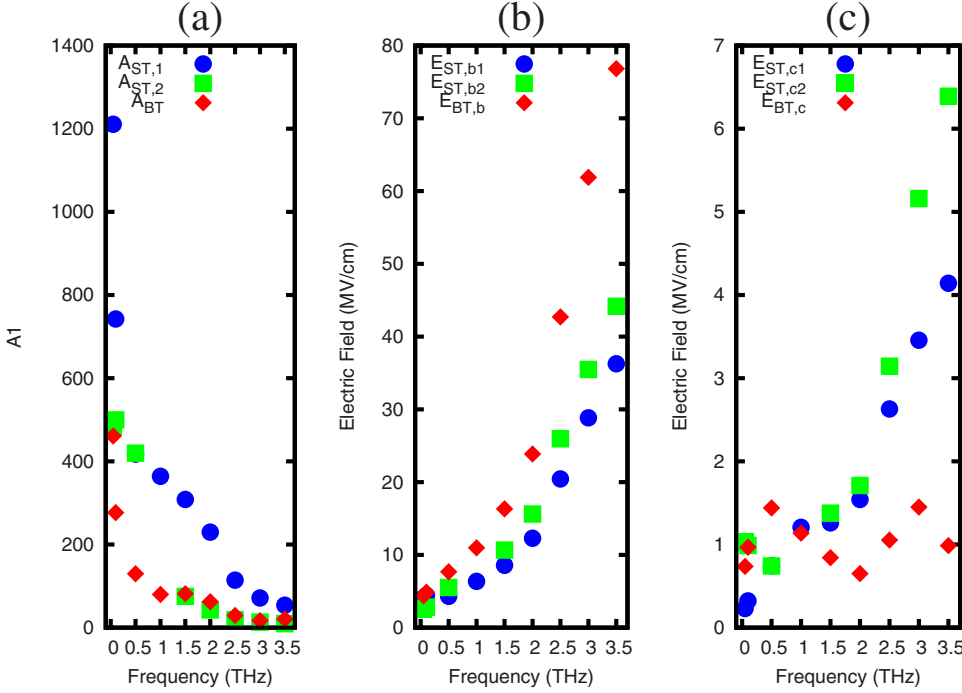 (a)
1400
1200
1000
800
600
400
200
0
A1
A_ST,1
A_ST,2
A_BT
0 0.5 1 1.5 2 2.5 3 3.5
Frequency (THz)
(b)
80
70
60
50
40
30
20
10
0
Electric Field (MV/cm)
E_ST,b1
E_ST,b2
E_BT,b
0 0.5 1 1.5 2 2.5 3 3.5
Frequency (THz)
(c)
7
6
5
4
3
2
1
0
Electric Field (MV/cm)
E_ST,c1
E_ST,c2
E_BT,c
0 0.5 1 1.5 2 2.5 3 3.5
Frequency (THz)